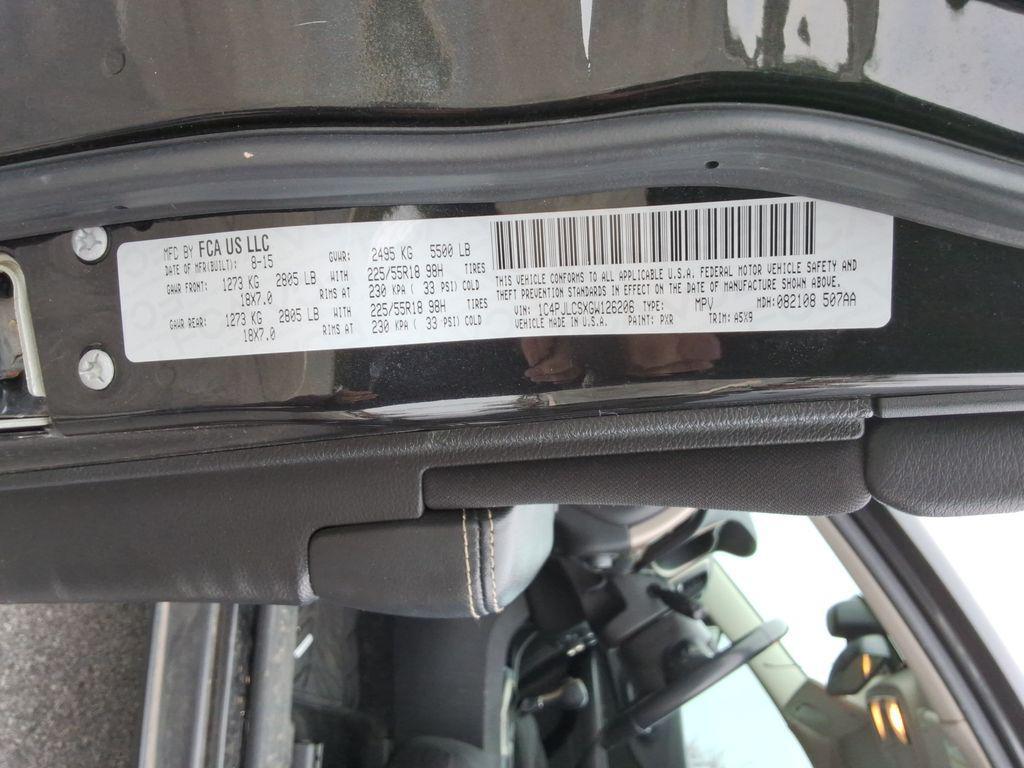 MFD BY FCA US LLC
DATE OF MFR(BUILT): 8-15 GVWR: 2495 KG 5500 LB
GAWR FRONT: 1273 KG 2805 LB WITH 225/55R18 98H TIRES
18X7.0 RIMS AT 230 KPA ( 33 PSI) COLD
GAWR REAR: 1273 KG 2805 LB WITH 225/55R18 98H TIRES
18X7.0 RIMS AT 230 KPA ( 33 PSI) COLD
THIS VEHICLE CONFORMS TO ALL APPLICABLE U.S.A. FEDERAL MOTOR VEHICLE SAFETY AND
THEFT PREVENTION STANDARDS IN EFFECT ON THE DATE OF MANUFACTURE SHOWN ABOVE.
VIN: 1C4PJLCSXGW126206 TYPE: MPV MDH: 082108 507AA
VEHICLE MADE IN U.S.A. PAINT: PXR TRIM: A5X9